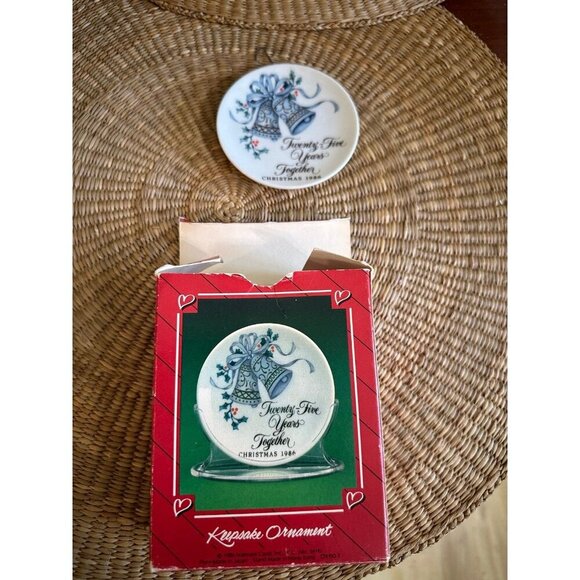 Twenty-Five
Years
Together
CHRISTMAS 1986
Twenty-Five
Years
Together
CHRISTMAS 1986
Keepsake Ornament